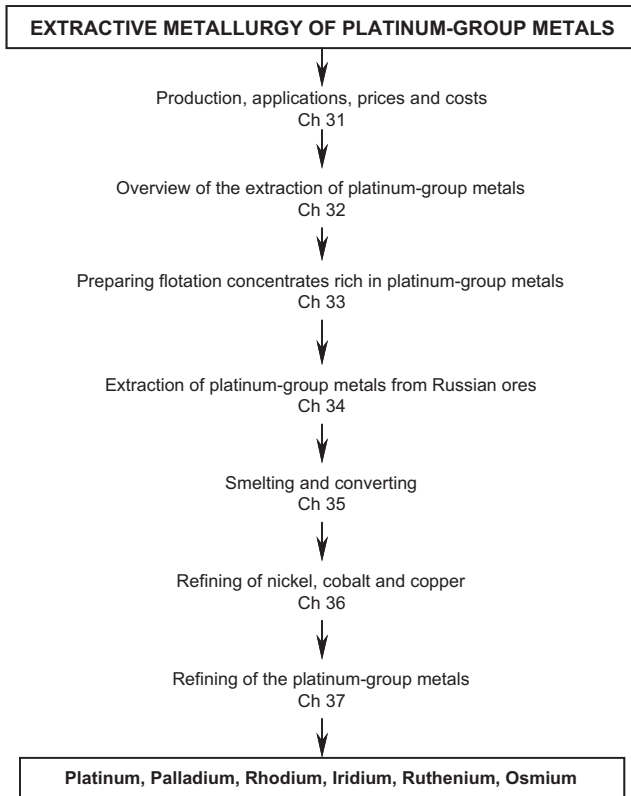 EXTRACTIVE METALLURGY OF PLATINUM-GROUP METALS
Production, applications, prices and costs
Ch 31
Overview of the extraction of platinum-group metals
Ch 32
Preparing flotation concentrates rich in platinum-group metals
Ch 33
Extraction of platinum-group metals from Russian ores
Ch 34
Smelting and converting
Ch 35
Refining of nickel, cobalt and copper
Ch 36
Refining of the platinum-group metals
Ch 37
Platinum, Palladium, Rhodium, Iridium, Ruthenium, Osmium